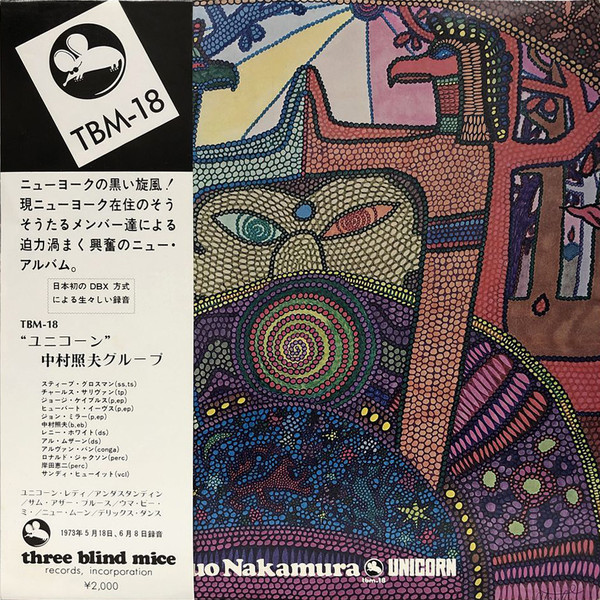 TBM-18
ニューヨークの黒い旋風!
現ニューヨーク在住のそう
そうたるメンバー達による
迫力渦まく興奮のニュー・
アルバム。
日本初の DBX 方式
による生々しい録音
TBM-18
“ユニコーン”
中村照夫グループ
スティーブ・グロスマン(ss,ts)
チャールス・サリヴァン(tp)
ジョージ・ケイブルス(p,ep)
ヒューバート・イーヴス(p,ep)
ジョン・ミラー(p,ep)
中村照夫(b,eb)
レニー・ホワイト(ds)
アル・ムザーン(ds)
アルヴァン・バン(conga)
ロナルド・ジャクソン(perc)
岸田恵二(perc)
サンディ・ヒューイット(vcl)
ユニコーン・レディ/アンダスタンディン
/サム・アザー・ブルース/ウマ・ビー・
ミ・/ニュー・ムーン/デリックス・ダンス
1973年5月18日、6月8日録音
three blind mice
records, incorporation
¥2,000
uo Nakamura UNICORN
tbm-18